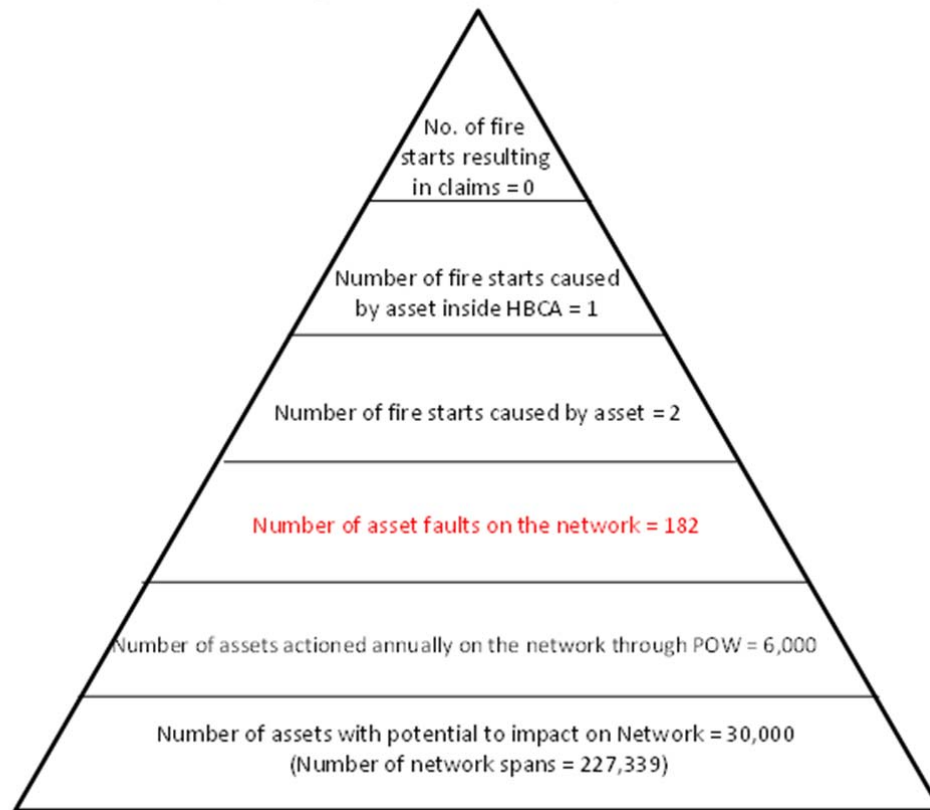 No. of fire
starts resulting
in claims = 0
Number of fire starts caused
by asset inside HBCA = 1
Number of fire starts caused by asset = 2
Number of asset faults on the network = 182
Number of assets actioned annually on the network through POW = 6,000
Number of assets with potential to impact on Network = 30,000
(Number of network spans = 227,339)